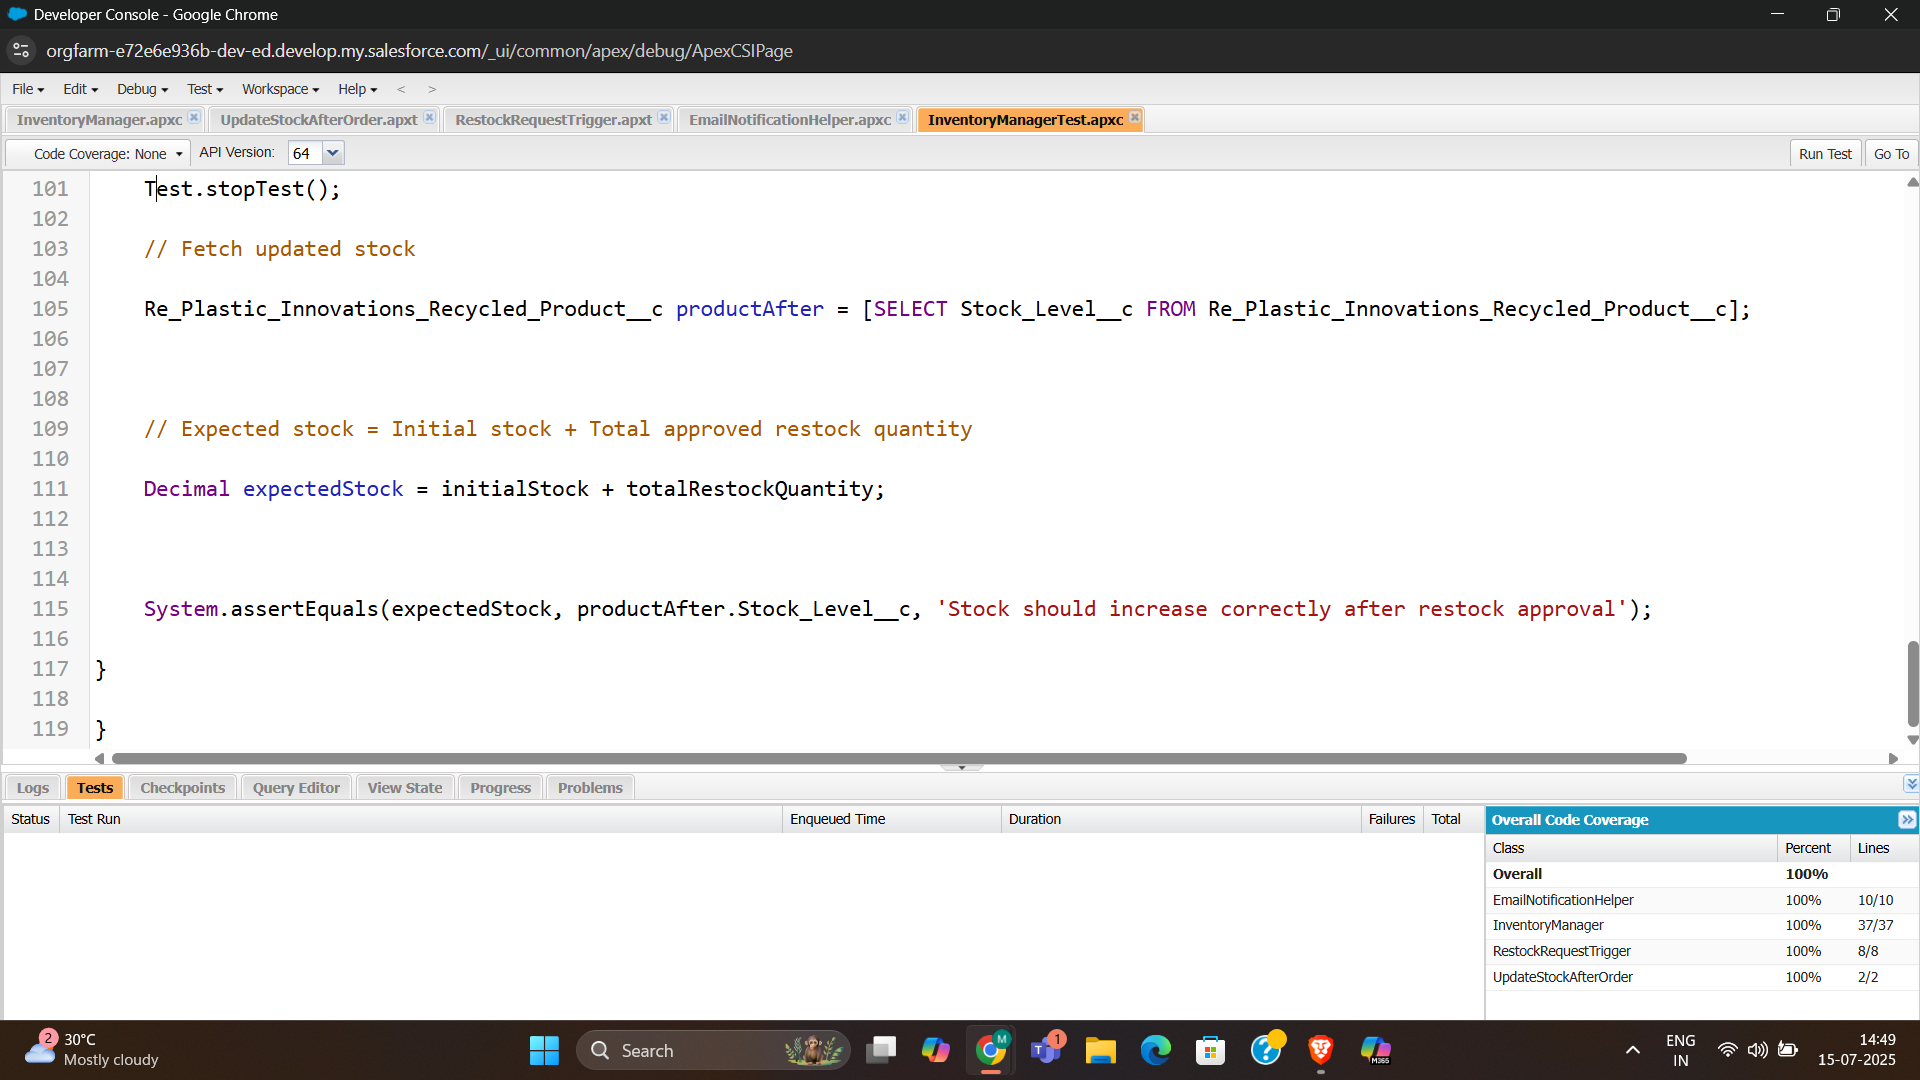 Developer Console - Google Chrome
orgfarm-e72e6e936b-dev-ed.develop.my.salesforce.com/_ui/common/apex/debug/ApexCSIPage
File Edit Debug Test Workspace Help < >
InventoryManager.apxc UpdateStockAfterOrder.apxt RestockRequestTrigger.apxt EmailNotificationHelper.apxc InventoryManagerTest.apxc
Code Coverage: None API Version: 64 Run Test Go To
101 Test.stopTest();
102
103 // Fetch updated stock
104
105 Re_Plastic_Innovations_Recycled_Product__c productAfter = [SELECT Stock_Level__c FROM Re_Plastic_Innovations_Recycled_Product__c];
106
107
108
109 // Expected stock = Initial stock + Total approved restock quantity
110
111 Decimal expectedStock = initialStock + totalRestockQuantity;
112
113
114
115 System.assertEquals(expectedStock, productAfter.Stock_Level__c, 'Stock should increase correctly after restock approval');
116
117 }
118
119 }
Logs Tests Checkpoints Query Editor View State Progress Problems
Status Test Run Enqueued Time Duration Failures Total
Overall Code Coverage
Class Percent Lines
Overall 100%
EmailNotificationHelper 100% 10/10
InventoryManager 100% 37/37
RestockRequestTrigger 100% 8/8
UpdateStockAfterOrder 100% 2/2
2 30°C
Mostly cloudy
Search
M
1
M365
ENG
IN
14:49
15-07-2025